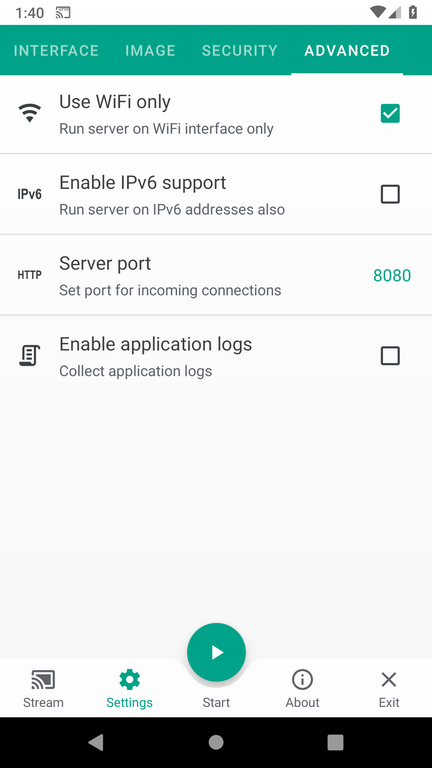 1:40
INTERFACE IMAGE SECURITY ADVANCED
Use WiFi only
Run server on WiFi interface only
IPv6
Enable IPv6 support
Run server on IPv6 addresses also
HTTP
Server port
Set port for incoming connections
8080
Enable application logs
Collect application logs
Stream Settings Start About Exit